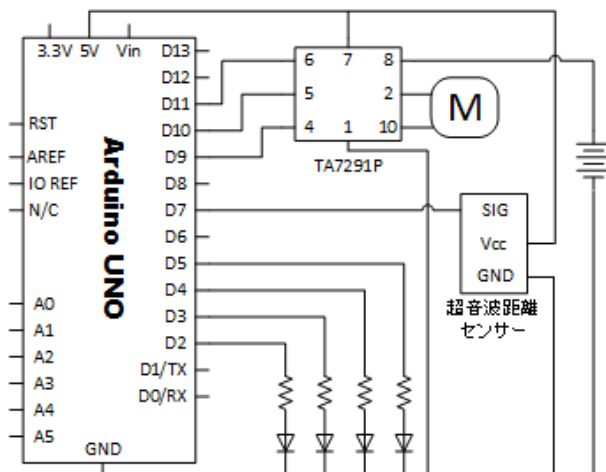 3.3V 5V Vin
D13
D12
D11
D10
D9
D8
D7
D6
D5
D4
D3
D2
D1/TX
D0/RX
RST
AREF
IO REF
N/C
A0
A1
A2
A3
A4
A5
GND
Arduino UNO
6 7 8
5 2
4 1 10
TA7291P
M
SIG
Vcc
GND
超音波距離
センサー